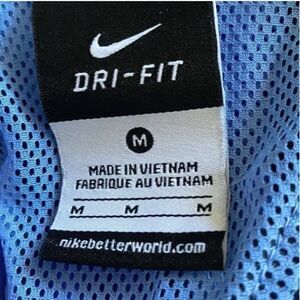 DRI-FIT
M
MADE IN VIETNAM
FABRIQUE AU VIETNAM
M M M
nikebetterworld.com